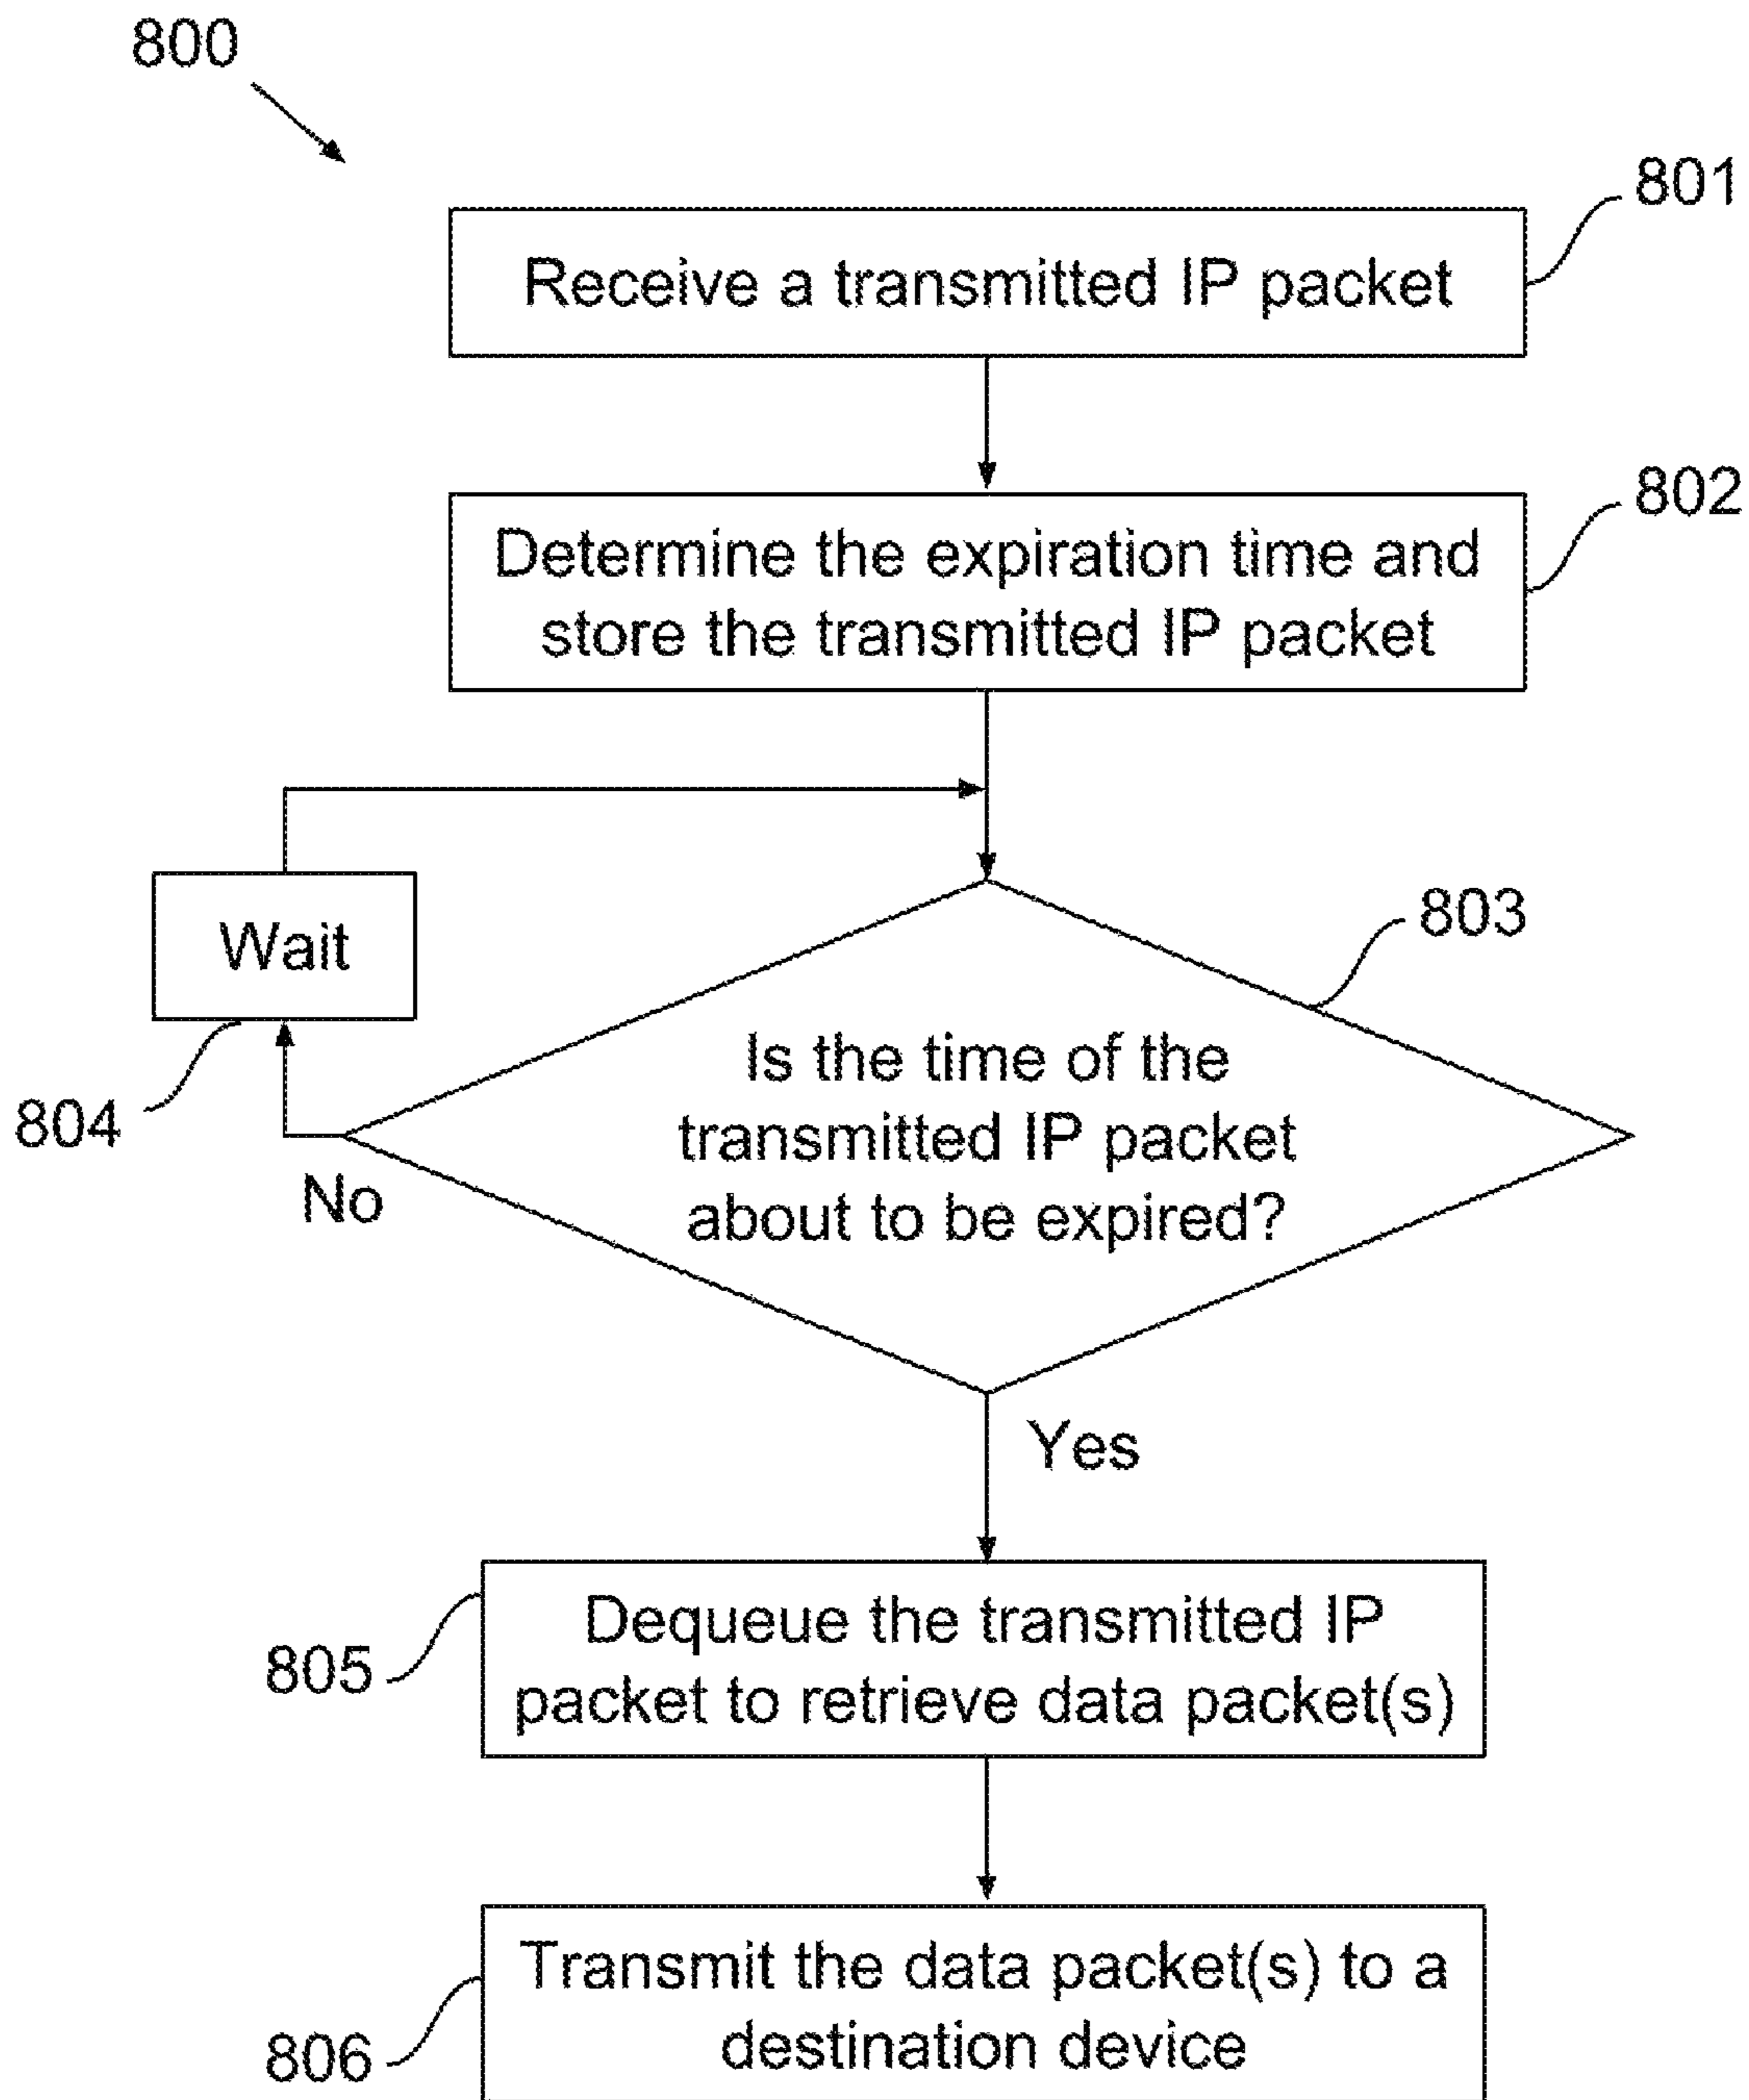 800
801
Receive a transmitted IP packet
802
Determine the expiration time and
store the transmitted IP packet
Wait
803
804
No
Is the time of the
transmitted IP packet
about to be expired?
Yes
805
Dequeue the transmitted IP
packet to retrieve data packet(s)
806
Transmit the data packet(s) to a
destination device